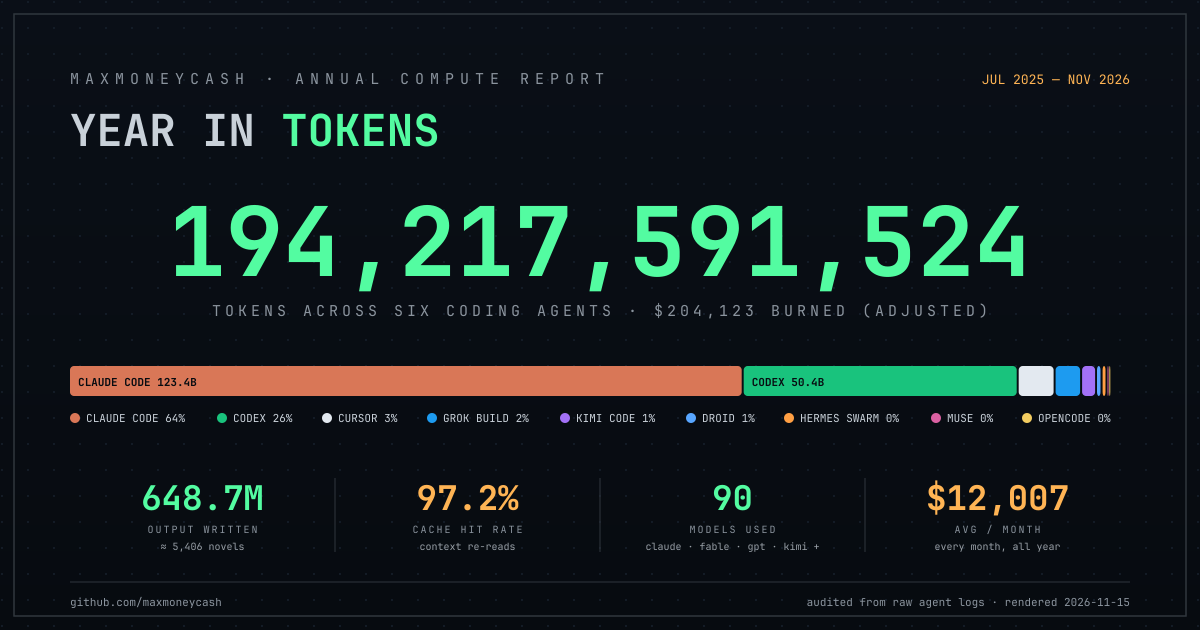 MAXMONEYCASH · ANNUAL COMPUTE REPORT
JUL 2025 — NOV 2026
YEAR IN TOKENS
194,217,591,524
TOKENS ACROSS SIX CODING AGENTS · $204,123 BURNED (ADJUSTED)
CLAUDE CODE 123.4B CODEX 50.4B
CLAUDE CODE 64% CODEX 26% CURSOR 3% GROK BUILD 2% KIMI CODE 1% DROID 1% HERMES SWARM 0% MUSE 0% OPENCODE 0%
648.7M 97.2% 90 $12,007
OUTPUT WRITTEN CACHE HIT RATE MODELS USED AVG / MONTH
≈ 5,406 novels context re-reads claude · fable · gpt · kimi + every month, all year
github.com/maxmoneycash audited from raw agent logs · rendered 2026-11-15